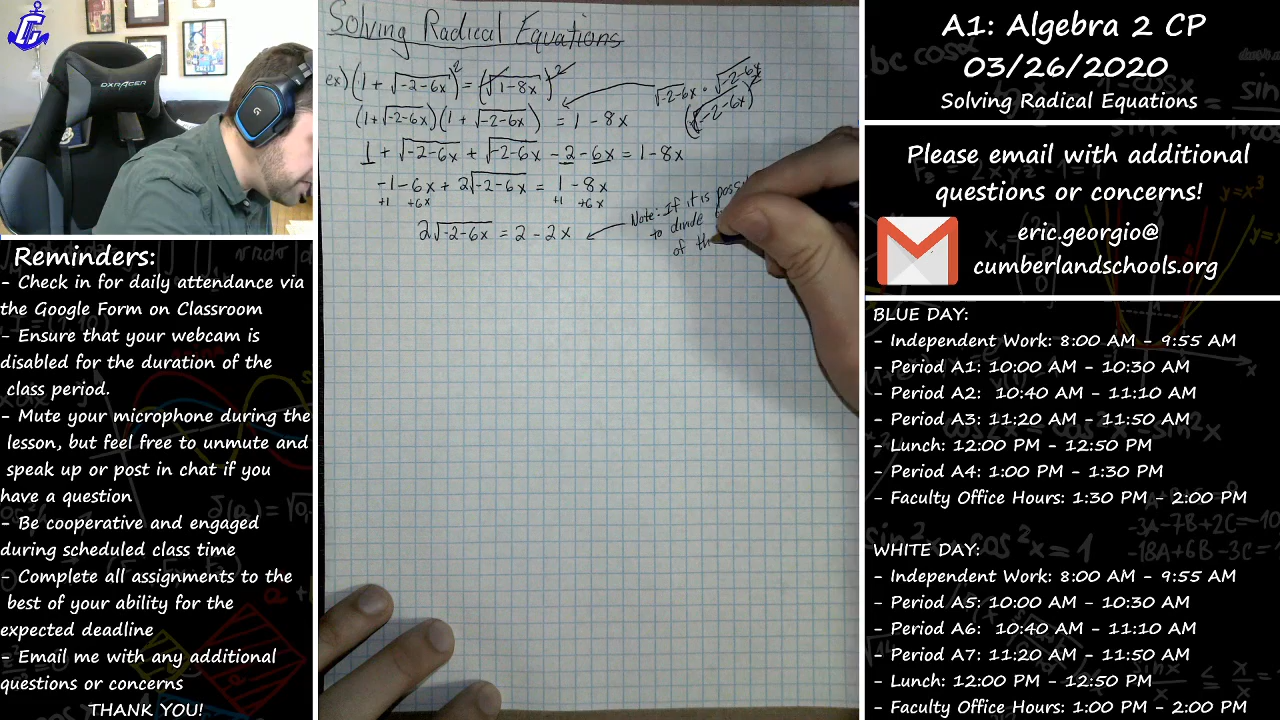 Solving Radical Equations
ex) (1 + √-2-6x)² = (√1-8x)²
√-2-6x · √-2-6x
(√-2-6x)²
(1+√-2-6x)(1+√-2-6x) = 1 - 8x
1 + √-2-6x + √-2-6x - 2 - 6x = 1 - 8x
-1 - 6x + 2√-2-6x = 1 - 8x
+1 +6x +1 +6x
2√-2-6x = 2 - 2x
Note: If it is
to divide
of
Reminders:
- Check in for daily attendance via
the Google Form on Classroom
- Ensure that your webcam is
disabled for the duration of the
class period.
- Mute your microphone during the
lesson, but feel free to unmute and
speak up or post in chat if you
have a question
- Be cooperative and engaged
during scheduled class time
- Complete all assignments to the
best of your ability for the
expected deadline
- Email me with any additional
questions or concerns
THANK YOU!
A1: Algebra 2 CP
03/26/2020
Solving Radical Equations
Please email with additional
questions or concerns!
eric.georgio@
cumberlandschools.org
BLUE DAY:
- Independent Work: 8:00 AM - 9:55 AM
- Period A1: 10:00 AM - 10:30 AM
- Period A2: 10:40 AM - 11:10 AM
- Period A3: 11:20 AM - 11:50 AM
- Lunch: 12:00 PM - 12:50 PM
- Period A4: 1:00 PM - 1:30 PM
- Faculty Office Hours: 1:30 PM - 2:00 PM
WHITE DAY:
- Independent Work: 8:00 AM - 9:55 AM
- Period A5: 10:00 AM - 10:30 AM
- Period A6: 10:40 AM - 11:10 AM
- Period A7: 11:20 AM - 11:50 AM
- Lunch: 12:00 PM - 12:50 PM
- Faculty Office Hours: 1:00 PM - 2:00 PM